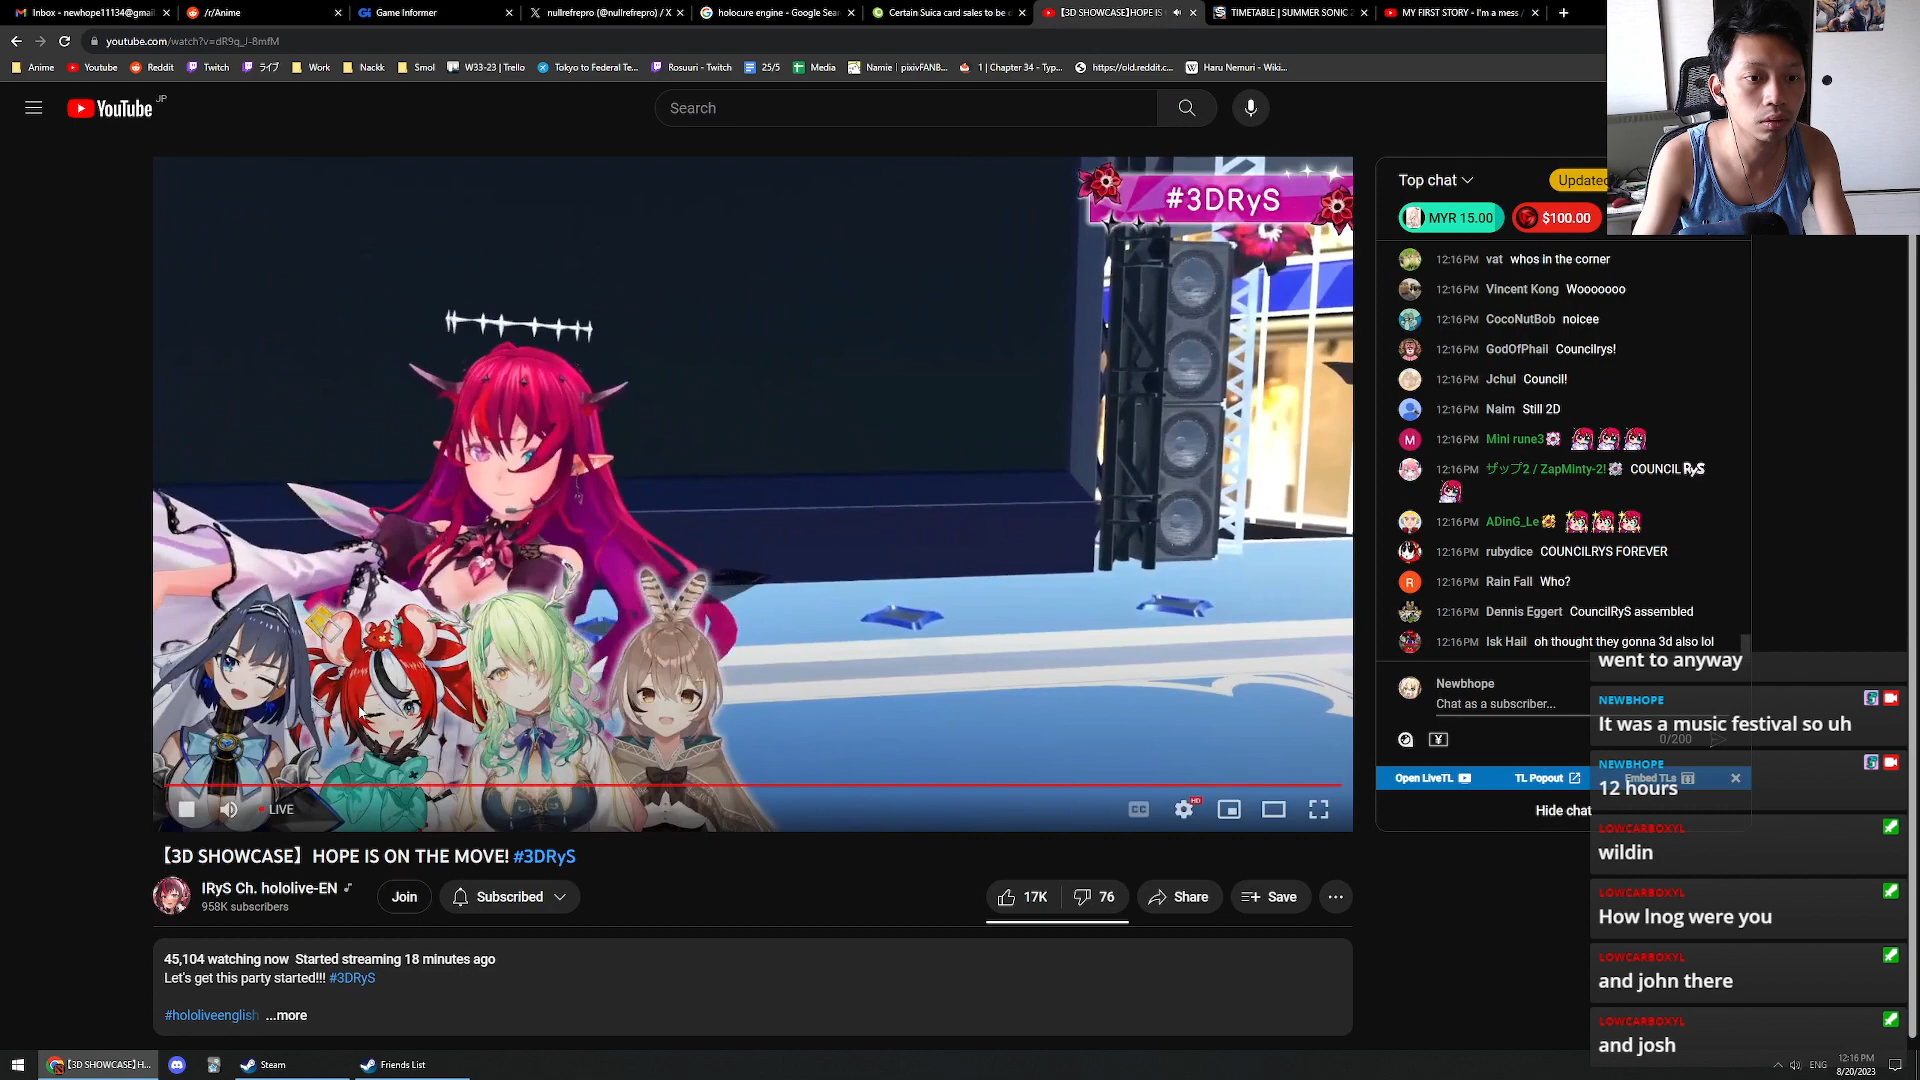 Inbox - newhope11134@gmail.
/r/Anime
Game Informer
nullrefrepro (@nullrefrepro) / X
holocure engine - Google Sea
Certain Suica card sales to be
【3D SHOWCASE】HOPE IS
TIMETABLE | SUMMER SONIC 2
MY FIRST STORY - I'm a mess /
youtube.com/watch?v=dR9q_J-8mfM
Anime
Youtube
Reddit
Twitch
ライブ
Work
Nackk
Smol
W33-23 | Trello
Tokyo to Federal Te...
Rosuuri - Twitch
25/5
Media
Namie | pixivFANB...
1 | Chapter 34 - Typ...
https://old.reddit.c...
Haru Nemuri - Wiki...
YouTube JP
Search
#3DRyS
Top chat
Updated
MYR 15.00
$100.00
12:16 PM vat whos in the corner
12:16 PM Vincent Kong Wooooooo
12:16 PM CocoNutBob noicee
12:16 PM GodOfPhail Councilrys!
12:16 PM Jchul Council!
12:16 PM Naim Still 2D
M 12:16 PM Mini rune3
12:16 PM ザップ2 / ZapMinty-2! COUNCIL RyS
12:16 PM ADinG_Le
12:16 PM rubydice COUNCILRYS FOREVER
R 12:16 PM Rain Fall Who?
12:16 PM Dennis Eggert CouncilRyS assembled
12:16 PM Isk Hail oh thought they gonna 3d also lol
Newbhope
Chat as a subscriber...
0/200
Open LiveTL
TL Popout
Embed TLs
Hide chat
went to anyway
NEWBHOPE
It was a music festival so uh
NEWBHOPE
12 hours
LOWCARBOXYL
wildin
LOWCARBOXYL
How lnog were you
LOWCARBOXYL
and john there
LOWCARBOXYL
and josh
LIVE
CC
HD
【3D SHOWCASE】HOPE IS ON THE MOVE! #3DRyS
IRyS Ch. hololive-EN
958K subscribers
Join
Subscribed
17K
76
Share
Save
45,104 watching now Started streaming 18 minutes ago
Let's get this party started!!! #3DRyS
#hololiveenglish ...more
【3D SHOWCASE】H...
Steam
Friends List
ENG
12:16 PM
8/20/2023